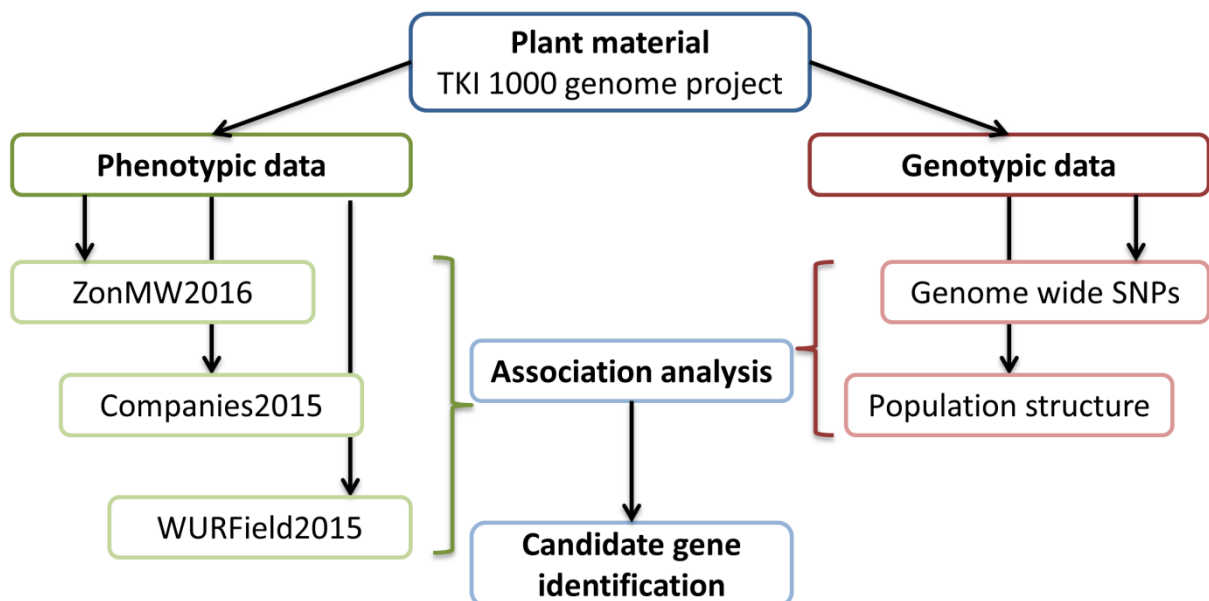 Plant material
TKI 1000 genome project
Phenotypic data
Genotypic data
ZonMW2016
Genome wide SNPs
Association analysis
Companies2015
Population structure
WURField2015
Candidate gene
identification